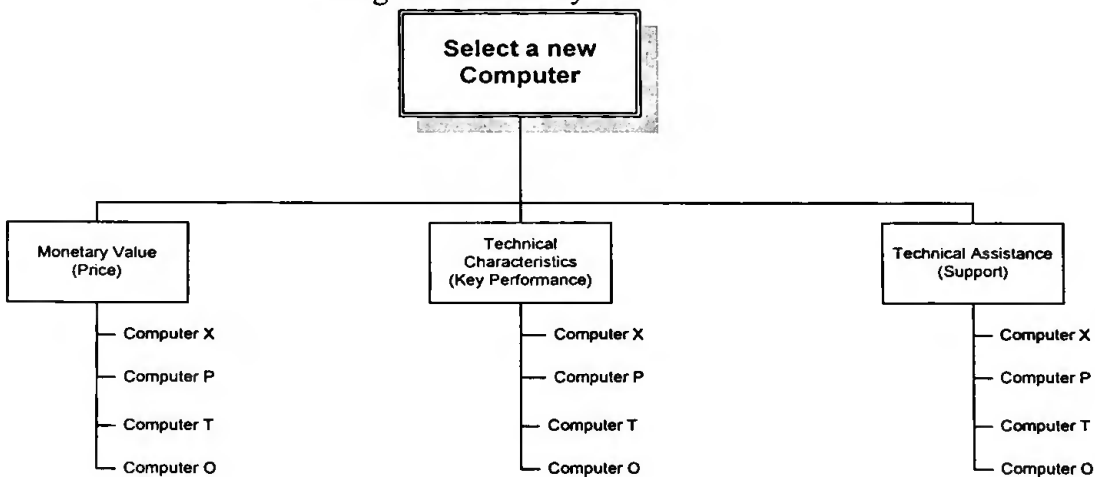 Select a new
Computer
Monetary Value
(Price)
Technical
Characteristics
(Key Performance)
Technical Assistance
(Support)
Computer X
Computer P
Computer T
Computer O
Computer X
Computer P
Computer T
Computer O
Computer X
Computer P
Computer T
Computer O